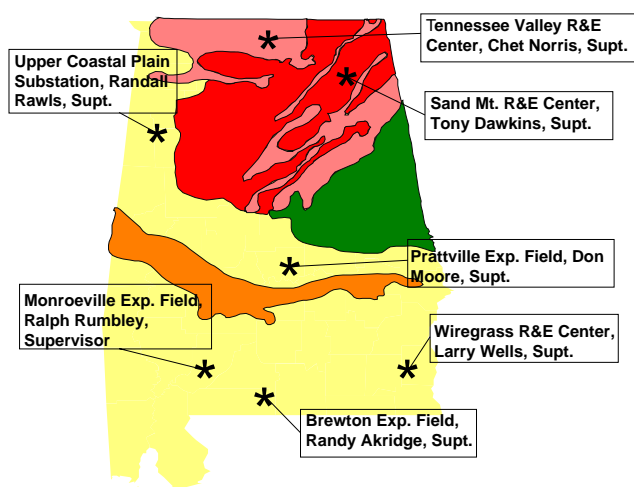 Tennessee Valley R&E
Center, Chet Norris, Supt.
Upper Coastal Plain
Substation, Randall
Rawls, Supt.
Sand Mt. R&E Center,
Tony Dawkins, Supt.
Prattville Exp. Field, Don
Moore, Supt.
Monroeville Exp. Field,
Ralph Rumbley,
Supervisor
Wiregrass R&E Center,
Larry Wells, Supt.
Brewton Exp. Field,
Randy Akridge, Supt.